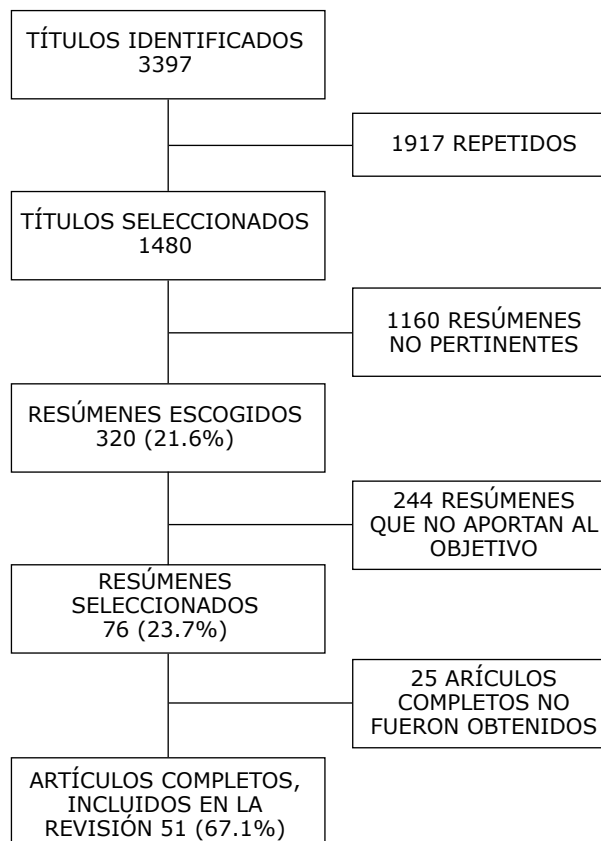 TÍTULOS IDENTIFICADOS
3397
1917 REPETIDOS
TÍTULOS SELECCIONADOS
1480
1160 RESÚMENES
NO PERTINENTES
RESÚMENES ESCOGIDOS
320 (21.6%)
244 RESÚMENES
QUE NO APORTAN AL
OBJETIVO
RESÚMENES
SELECCIONADOS
76 (23.7%)
25 ARÍCULOS
COMPLETOS NO
FUERON OBTENIDOS
ARTÍCULOS COMPLETOS,
INCLUIDOS EN LA
REVISIÓN 51 (67.1%)